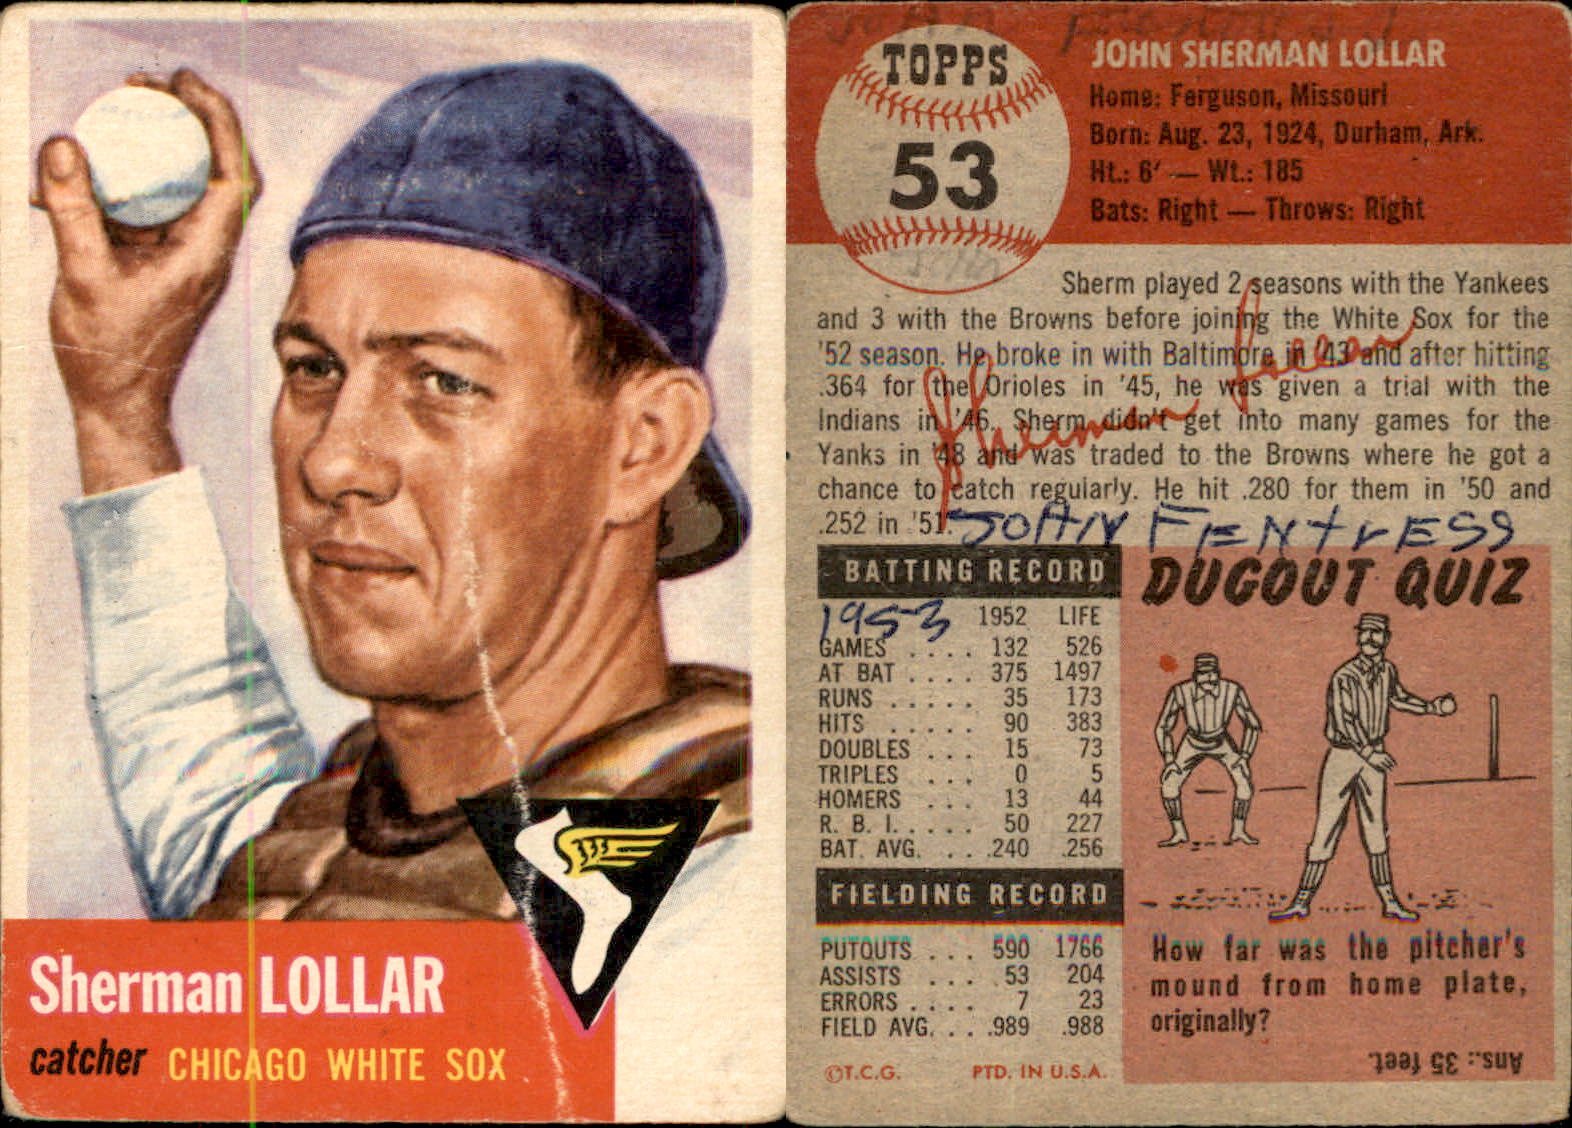 Sherman LOLLAR
catcher CHICAGO WHITE SOX
TOPPS
53
JOHN SHERMAN LOLLAR
Home: Ferguson, Missouri
Born: Aug. 23, 1924, Durham, Ark.
Ht.: 6' — Wt.: 185
Bats: Right — Throws: Right
Sherm played 2 seasons with the Yankees
and 3 with the Browns before joining the White Sox for the
'52 season. He broke in with Baltimore in '43 and after hitting
.364 for the Orioles in '45, he was given a trial with the
Indians in '46. Sherm didn't get into many games for the
Yanks in '48 and was traded to the Browns where he got a
chance to catch regularly. He hit .280 for them in '50 and
.252 in '51.
Sherman Lollar
JOAN FENtrESS
BATTING RECORD
1953 1952 LIFE
GAMES . . . . 132 526
AT BAT . . . . 375 1497
RUNS . . . . . 35 173
HITS . . . . . 90 383
DOUBLES . . . 15 73
TRIPLES . . . 0 5
HOMERS . . . 13 44
R. B. I. . . . . 50 227
BAT. AVG. . . .240 .256
FIELDING RECORD
PUTOUTS . . . 590 1766
ASSISTS . . . 53 204
ERRORS . . . . 7 23
FIELD AVG. . . .989 .988
©T.C.G. PTD. IN U.S.A.
DUGOUT QUIZ
How far was the pitcher's
mound from home plate,
originally?
Ans.: 35 feet.